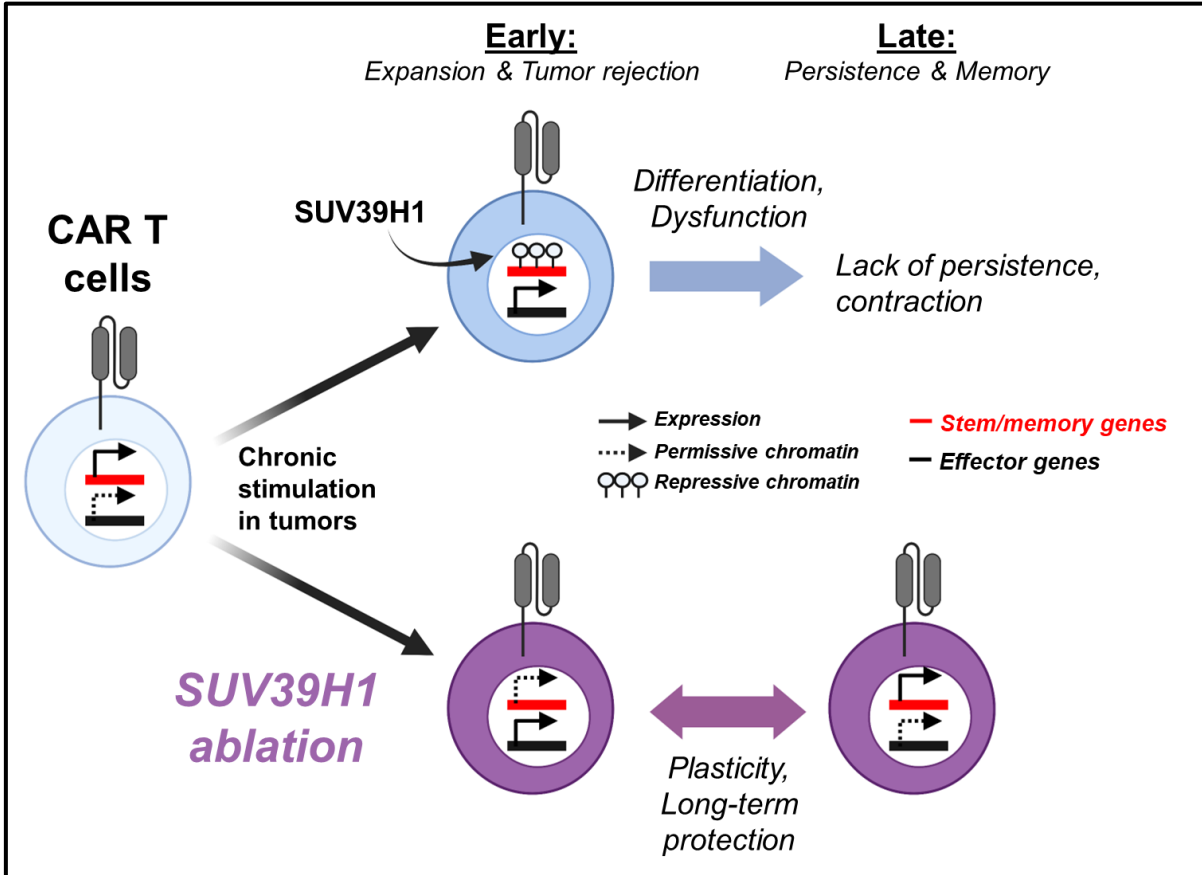 Early:
Expansion & Tumor rejection
Late:
Persistence & Memory
CAR T
cells
SUV39H1
Differentiation,
Dysfunction
Lack of persistence,
contraction
Chronic
stimulation
in tumors
Expression
Permissive chromatin
Repressive chromatin
Stem/memory genes
Effector genes
SUV39H1
ablation
Plasticity,
Long-term
protection